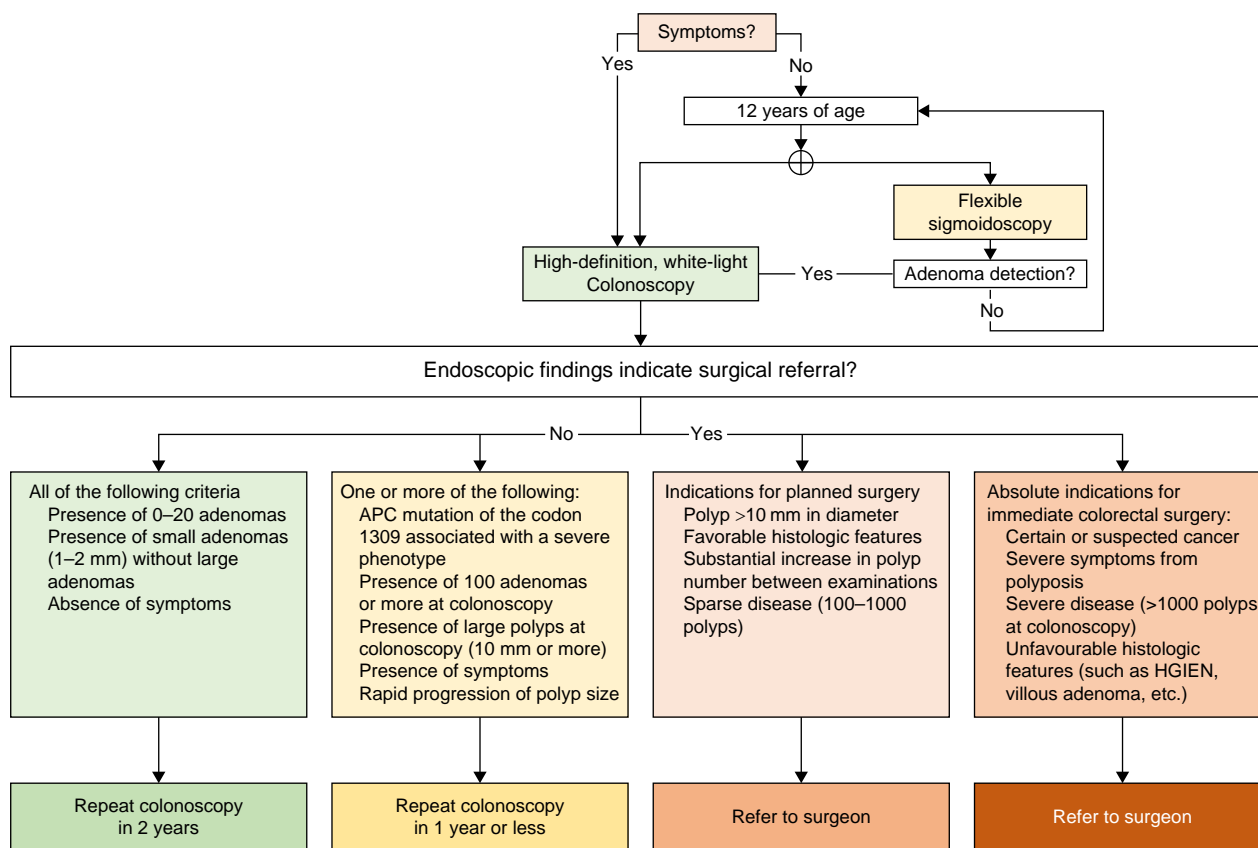 Symptoms?
Yes
No
12 years of age
Flexible
sigmoidoscopy
High-definition, white-light
Colonoscopy
Yes
Adenoma detection?
No
Endoscopic findings indicate surgical referral?
No
Yes
All of the following criteria
Presence of 0–20 adenomas
Presence of small adenomas
(1–2 mm) without large
adenomas
Absence of symptoms
One or more of the following:
APC mutation of the codon
1309 associated with a severe
phenotype
Presence of 100 adenomas
or more at colonoscopy
Presence of large polyps at
colonoscopy (10 mm or more)
Presence of symptoms
Rapid progression of polyp size
Indications for planned surgery
Polyp >10 mm in diameter
Favorable histologic features
Substantial increase in polyp
number between examinations
Sparse disease (100–1000
polyps)
Absolute indications for
immediate colorectal surgery:
Certain or suspected cancer
Severe symptoms from
polyposis
Severe disease (>1000 polyps
at colonoscopy)
Unfavourable histologic
features (such as HGIEN,
villous adenoma, etc.)
Repeat colonoscopy
in 2 years
Repeat colonoscopy
in 1 year or less
Refer to surgeon
Refer to surgeon